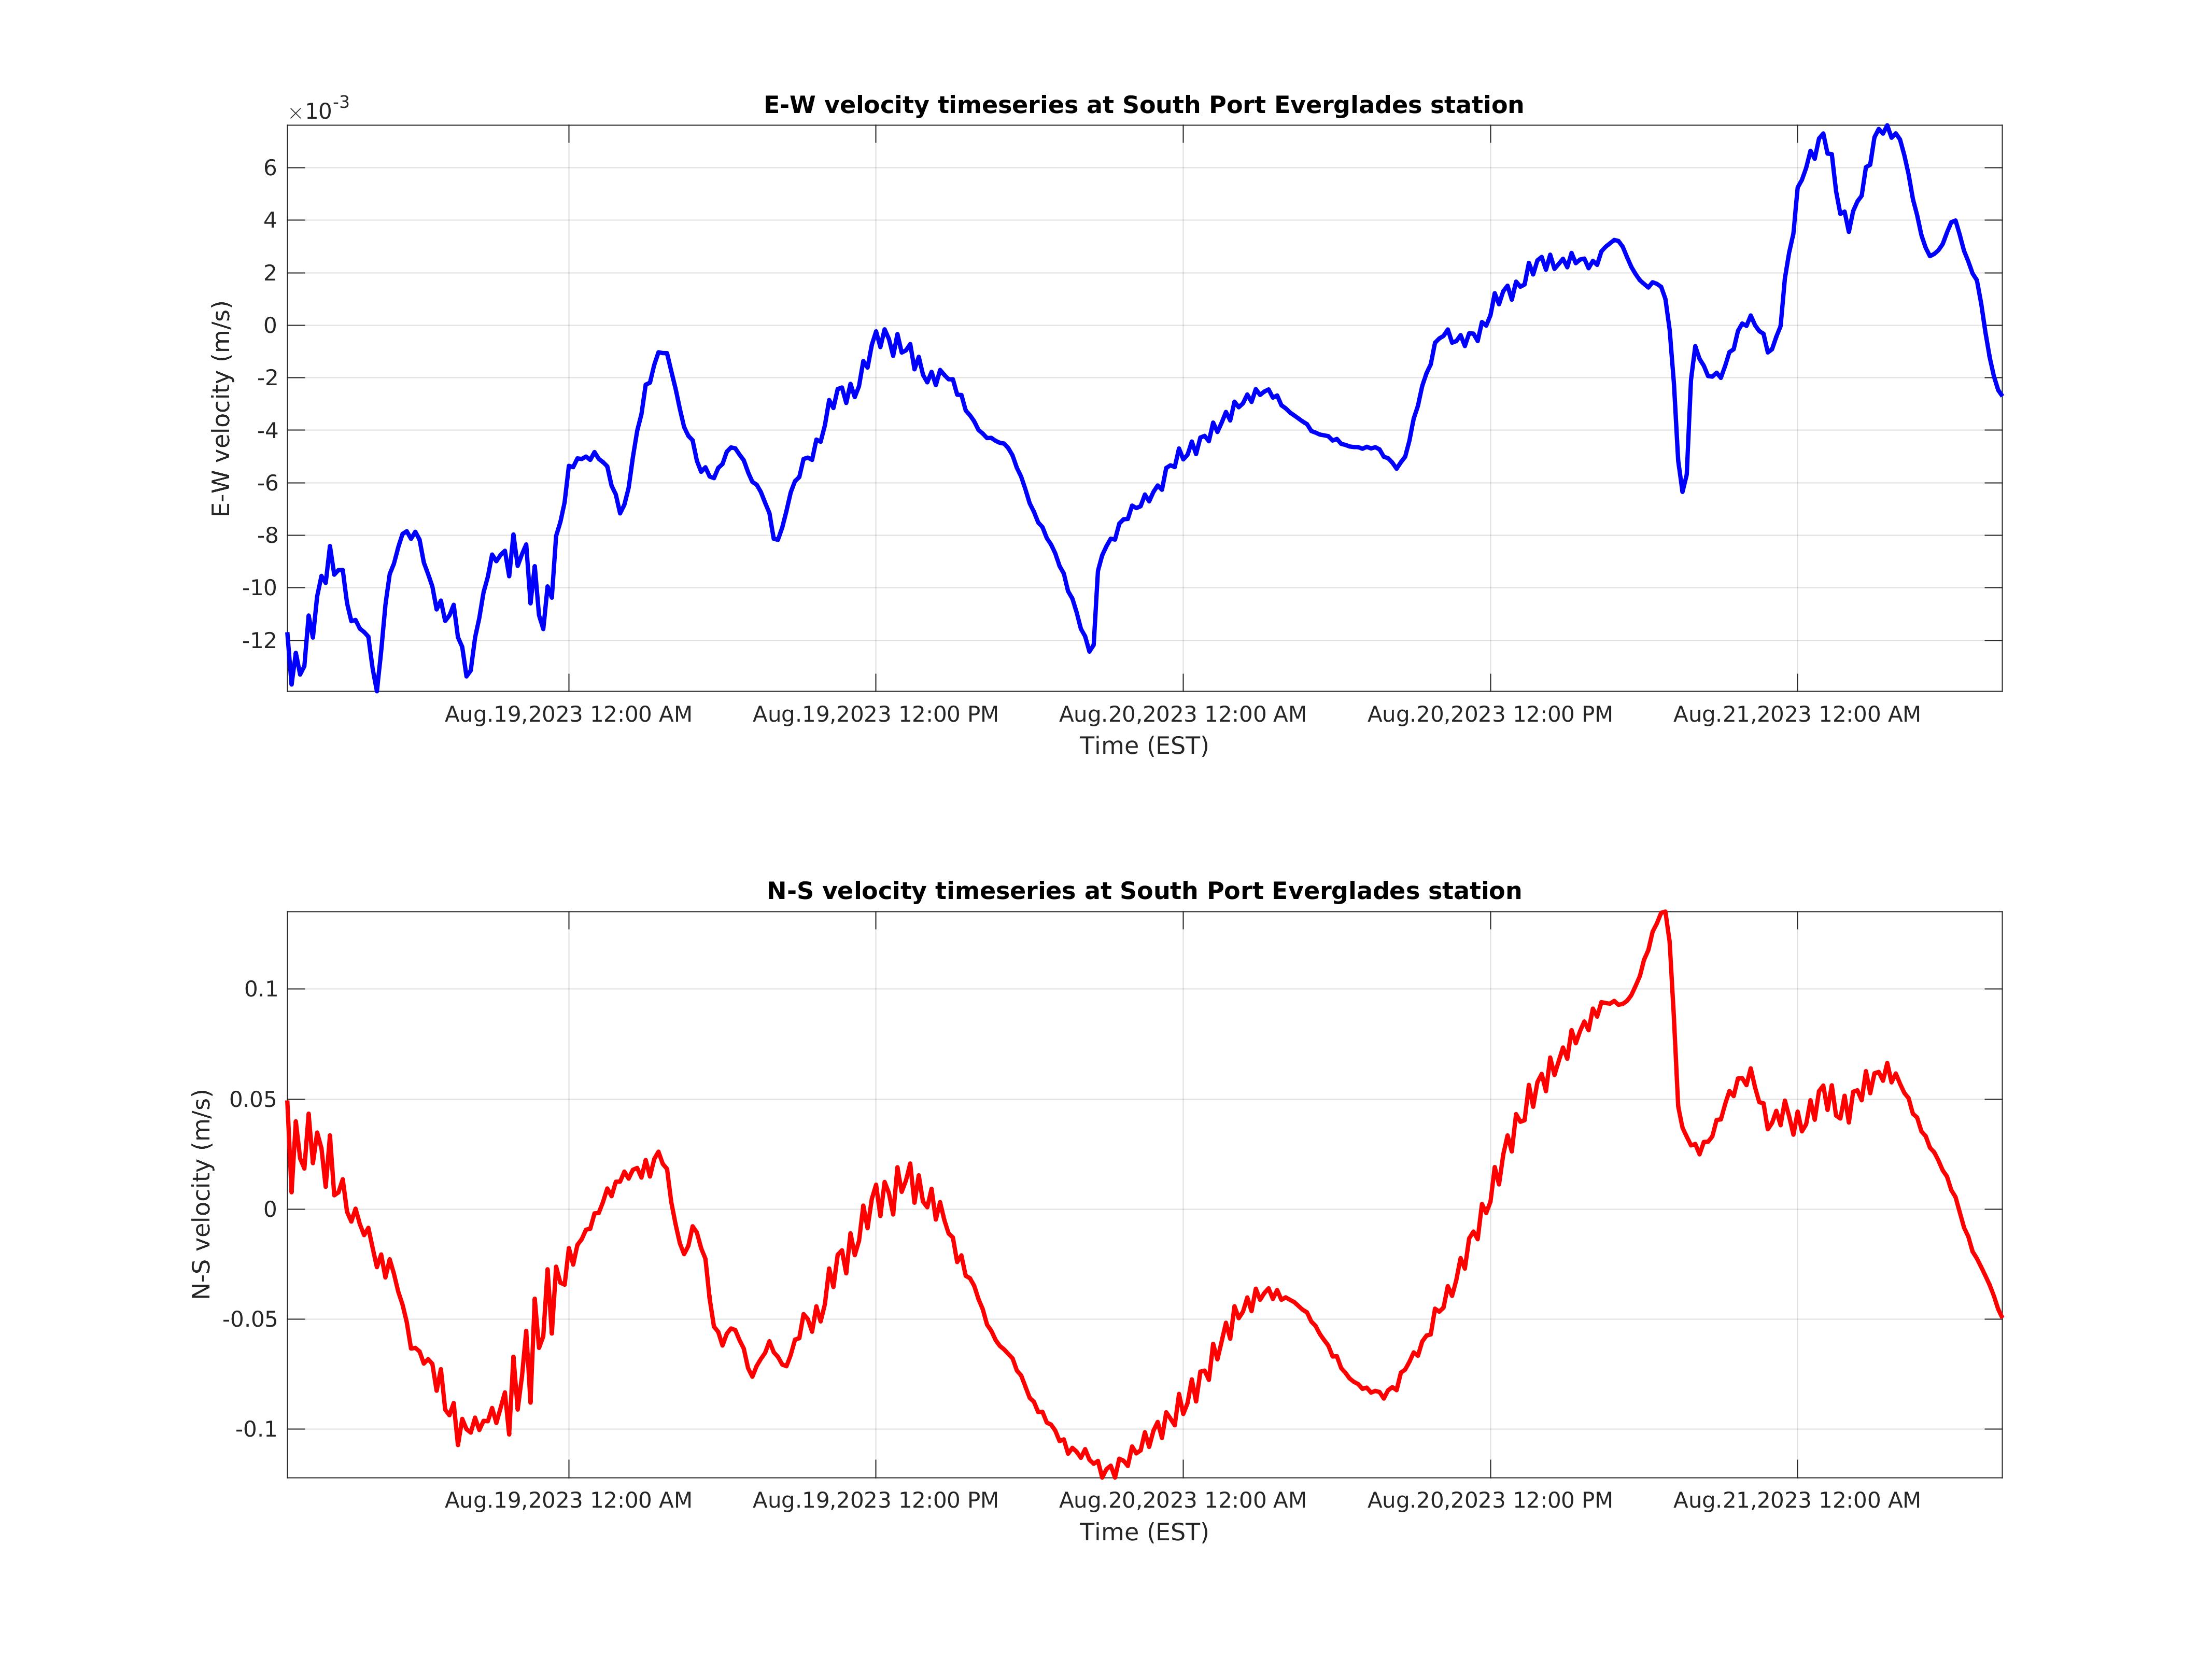 E-W velocity timeseries at South Port Everglades station
×10-3
6
4
2
0
-2
-4
-6
-8
-10
-12
E-W velocity (m/s)
Aug.19,2023 12:00 AM Aug.19,2023 12:00 PM Aug.20,2023 12:00 AM Aug.20,2023 12:00 PM Aug.21,2023 12:00 AM
Time (EST)
N-S velocity timeseries at South Port Everglades station
0.1
0.05
0
-0.05
-0.1
N-S velocity (m/s)
Aug.19,2023 12:00 AM Aug.19,2023 12:00 PM Aug.20,2023 12:00 AM Aug.20,2023 12:00 PM Aug.21,2023 12:00 AM
Time (EST)